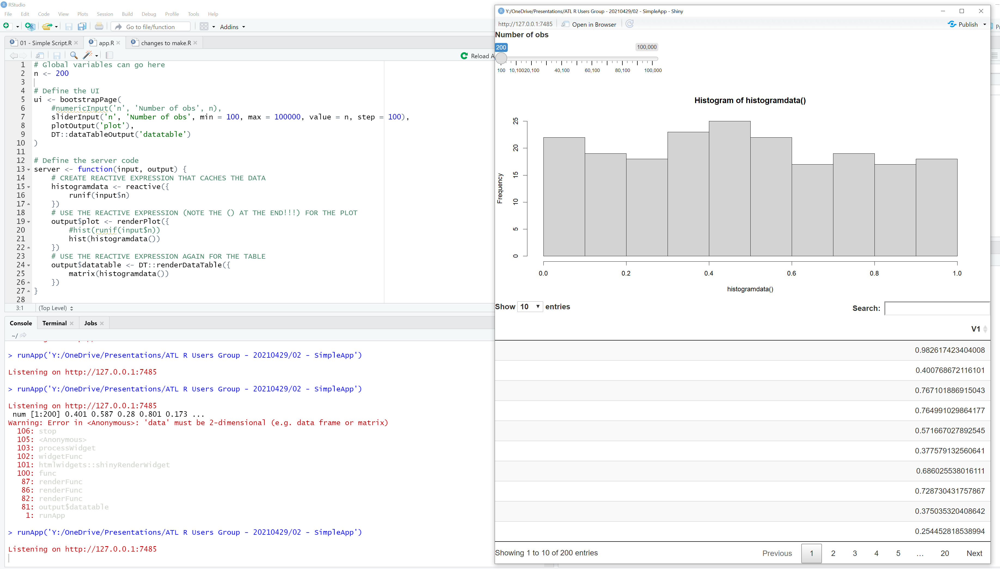 RStudio
File Edit Code View Plots Session Build Debug Profile Tools Help
Go to file/function Addins
01 - Simple Script.R app.R changes to make.R
Reload A
1 # Global variables can go here
2 n <- 200
3
4 # Define the UI
5 ui <- bootstrapPage(
6 #numericInput('n', 'Number of obs', n),
7 sliderInput('n', 'Number of obs', min = 100, max = 100000, value = n, step = 100),
8 plotOutput('plot'),
9 DT::dataTableOutput('datatable')
10 )
11
12 # Define the server code
13 server <- function(input, output) {
14 # CREATE REACTIVE EXPRESSION THAT CACHES THE DATA
15 histogramdata <- reactive({
16 runif(input$n)
17 })
18 # USE THE REACTIVE EXPRESSION (NOTE THE () AT THE END!!!) FOR THE PLOT
19 output$plot <- renderPlot({
20 #hist(runif(input$n))
21 hist(histogramdata())
22 })
23 # USE THE REACTIVE EXPRESSION AGAIN FOR THE TABLE
24 output$datatable <- DT::renderDataTable({
25 matrix(histogramdata())
26 })
27 }
28
3:1 (Top Level)
Console Terminal Jobs
~/
> runApp('Y:/OneDrive/Presentations/ATL R Users Group - 20210429/02 - SimpleApp')
Listening on http://127.0.0.1:7485
> runApp('Y:/OneDrive/Presentations/ATL R Users Group - 20210429/02 - SimpleApp')
Listening on http://127.0.0.1:7485
num [1:200] 0.401 0.587 0.28 0.801 0.173 ...
Warning: Error in <Anonymous>: 'data' must be 2-dimensional (e.g. data frame or matrix)
106: stop
105: <Anonymous>
103: processWidget
102: widgetFunc
101: htmlwidgets::shinyRenderWidget
100: func
87: renderFunc
86: renderFunc
82: renderFunc
81: output$datatable
1: runApp
> runApp('Y:/OneDrive/Presentations/ATL R Users Group - 20210429/02 - SimpleApp')
Listening on http://127.0.0.1:7485
Y:/OneDrive/Presentations/ATL R Users Group - 20210429/02 - SimpleApp - Shiny
http://127.0.0.1:7485 Open in Browser Publish
Number of obs
200 100,000
100 10,100 20,100 40,100 60,100 80,100 100,000
Histogram of histogramdata()
25
20
15
10
5
0
Frequency
0.0 0.2 0.4 0.6 0.8 1.0
histogramdata()
Show 10 entries Search:
V1
0.982617423404008
0.400768672116101
0.767101886915043
0.764991029864177
0.571667027892545
0.377579132560641
0.686025538016111
0.728730431757867
0.375035320408642
0.254452818538994
Showing 1 to 10 of 200 entries Previous 1 2 3 4 5 ... 20 Next